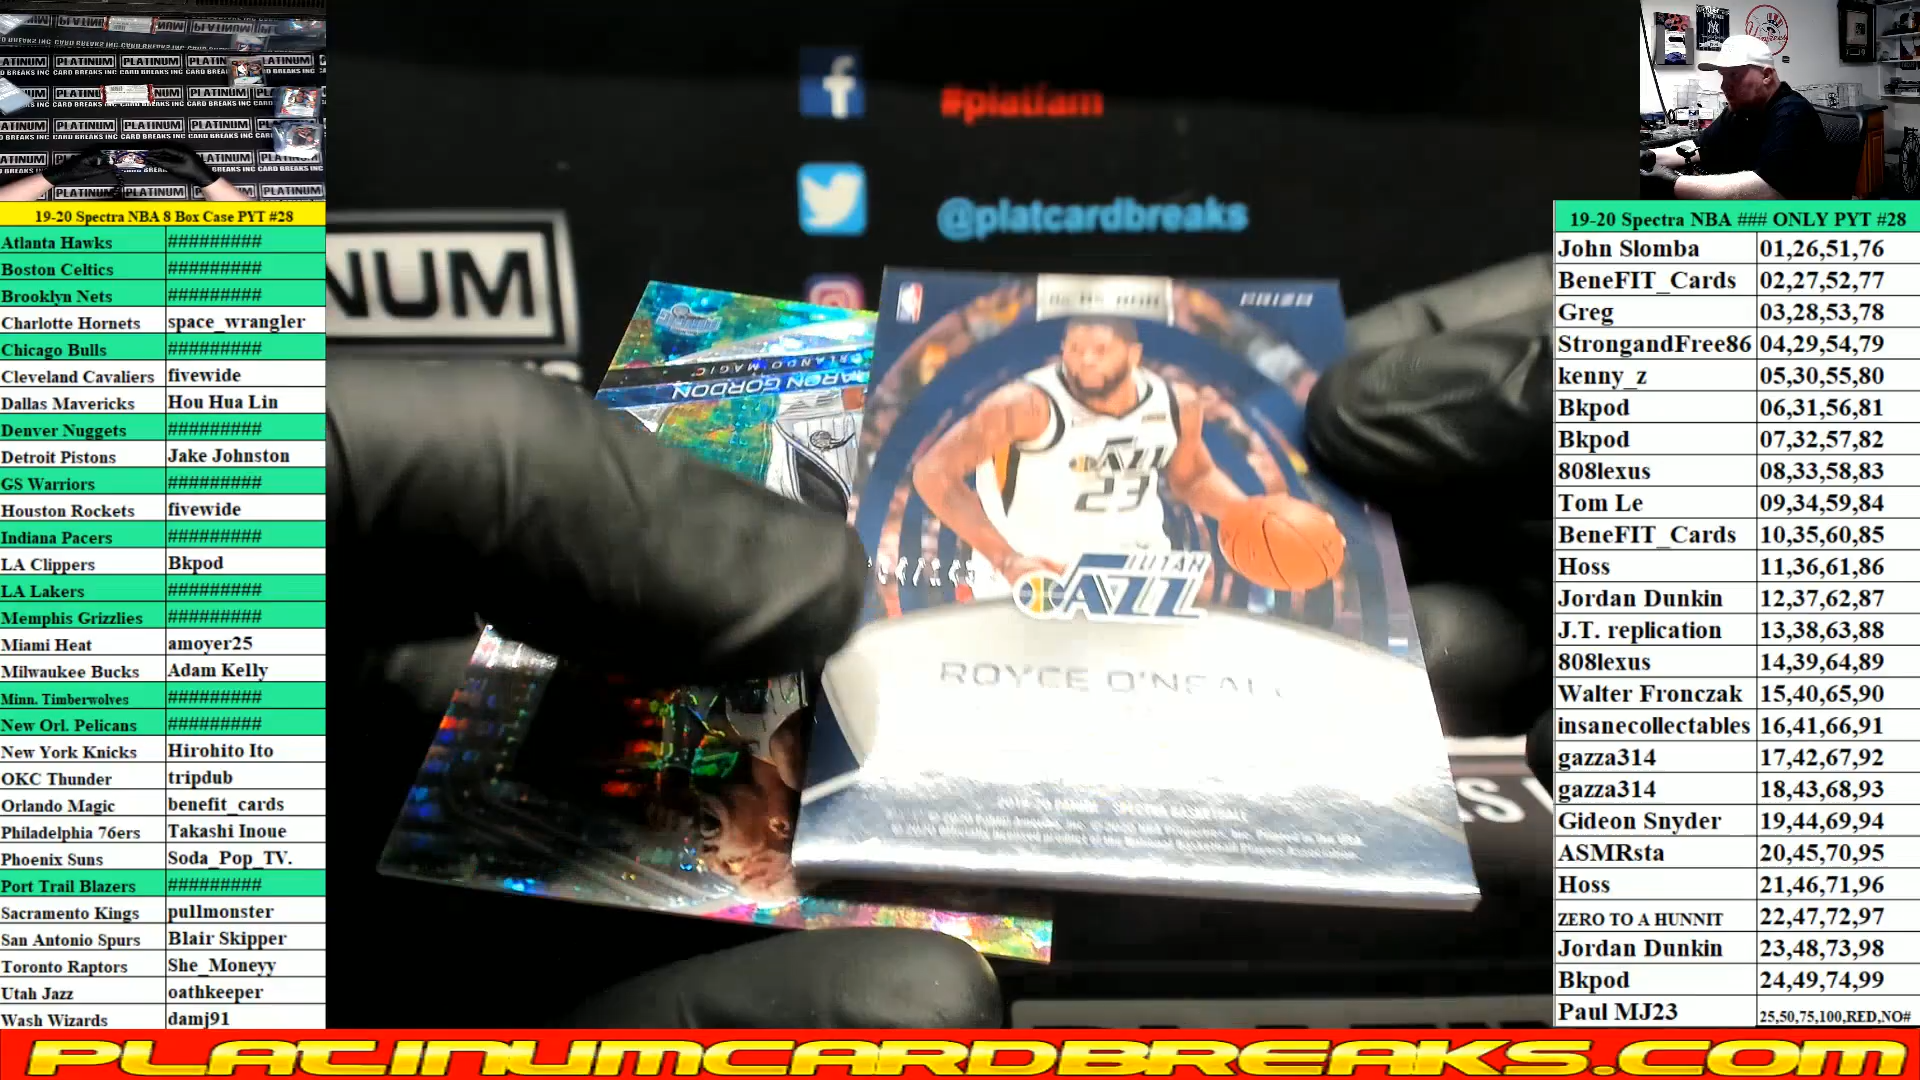 19-20 Spectra NBA 8 Box Case PYT #28
Atlanta Hawks #########
Boston Celtics #########
Brooklyn Nets #########
Charlotte Hornets space_wrangler
Chicago Bulls #########
Cleveland Cavaliers fivewide
Dallas Mavericks Hou Hua Lin
Denver Nuggets #########
Detroit Pistons Jake Johnston
GS Warriors #########
Houston Rockets fivewide
Indiana Pacers #########
LA Clippers Bkpod
LA Lakers #########
Memphis Grizzlies #########
Miami Heat amoyer25
Milwaukee Bucks Adam Kelly
Minn. Timberwolves #########
New Orl. Pelicans #########
New York Knicks Hirohito Ito
OKC Thunder tripdub
Orlando Magic benefit_cards
Philadelphia 76ers Takashi Inoue
Phoenix Suns Soda_Pop_TV.
Port Trail Blazers #########
Sacramento Kings pullmonster
San Antonio Spurs Blair Skipper
Toronto Raptors She_Moneyy
Utah Jazz oathkeeper
Wash Wizards damj91
#platfam
@platcardbreaks
NUM
PRIZM
AARON GORDON
ORLANDO MAGIC
JAZZ
23
UTAH
JAZZ
ROYCE O'NEALE
2019-20 PANINI - SPECTRA BASKETBALL
19-20 Spectra NBA ### ONLY PYT #28
John Slomba 01,26,51,76
BeneFIT_Cards 02,27,52,77
Greg 03,28,53,78
StrongandFree86 04,29,54,79
kenny_z 05,30,55,80
Bkpod 06,31,56,81
Bkpod 07,32,57,82
808lexus 08,33,58,83
Tom Le 09,34,59,84
BeneFIT_Cards 10,35,60,85
Hoss 11,36,61,86
Jordan Dunkin 12,37,62,87
J.T. replication 13,38,63,88
808lexus 14,39,64,89
Walter Fronczak 15,40,65,90
insanecollectables 16,41,66,91
gazza314 17,42,67,92
gazza314 18,43,68,93
Gideon Snyder 19,44,69,94
ASMRsta 20,45,70,95
Hoss 21,46,71,96
ZERO TO A HUNNIT 22,47,72,97
Jordan Dunkin 23,48,73,98
Bkpod 24,49,74,99
Paul MJ23 25,50,75,100,RED,NO#
PLATINUMCARDBREAKS.COM